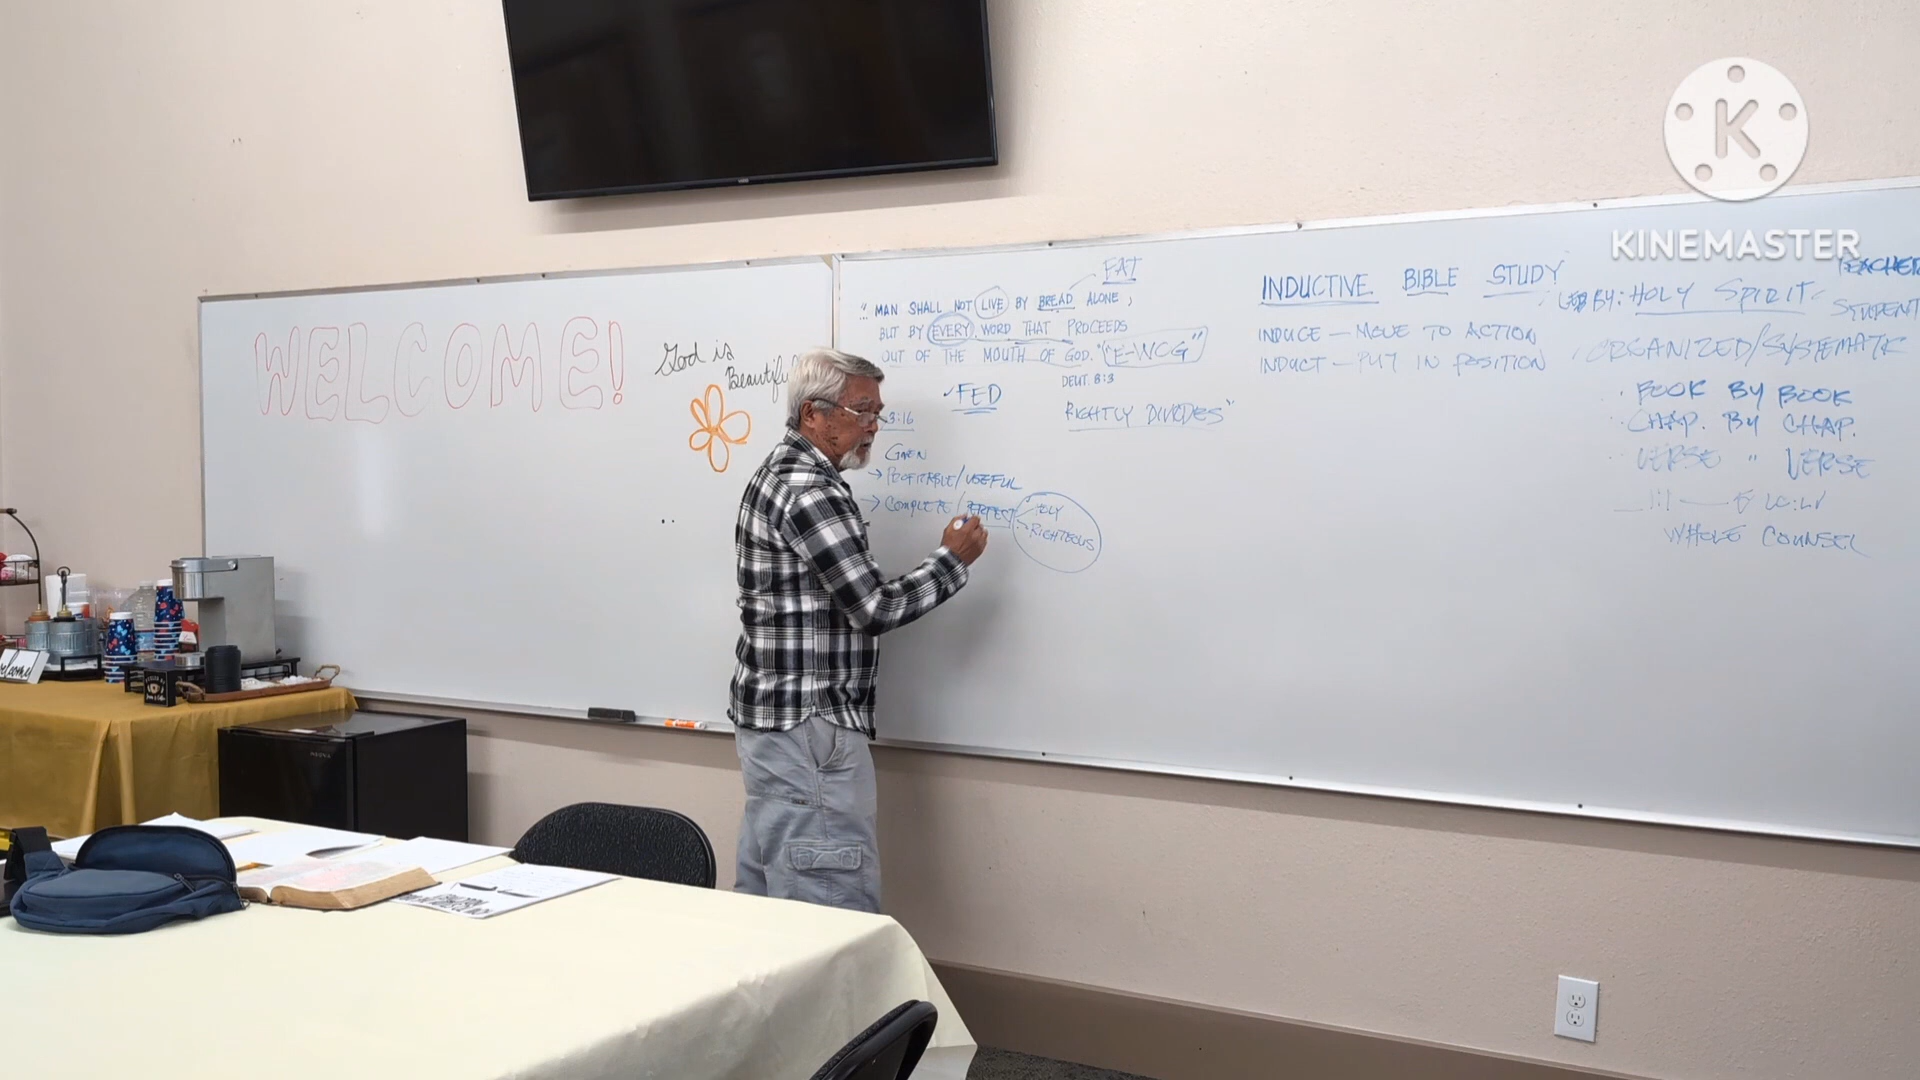 WELCOME!
God is
Beautiful
EAT
"MAN SHALL NOT LIVE BY BREAD ALONE,
BUT BY EVERY WORD THAT PROCEEDS
OUT OF THE MOUTH OF GOD." ("E-WCG")
DEUT. 8:3
FED
RIGHTLY DIVIDES"
3:16
GIVEN
→ PROFITABLE/USEFUL
→ COMPLETE/PERFECT
HOLY
RIGHTEOUS
INDUCTIVE BIBLE STUDY
INDUCE — MOVE TO ACTION
INDUCT — PUT IN POSITION
TEACHER
LED BY: HOLY SPIRIT
STUDENT
ORGANIZED/SYSTEMATIC
BOOK BY BOOK
CHAP. BY CHAP.
VERSE " VERSE
WHOLE COUNSEL
KINEMASTER